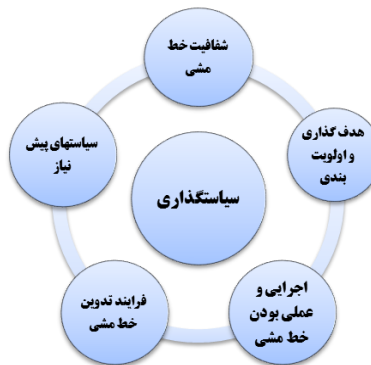 شفافیت خط
مشی
هدف گذاری
و اولویت
بندی
سیاستهای پیش
نیاز
سیاستگذاری
اجرایی و
عملی بودن
خط مشی
فرایند تدوین
خط مشی